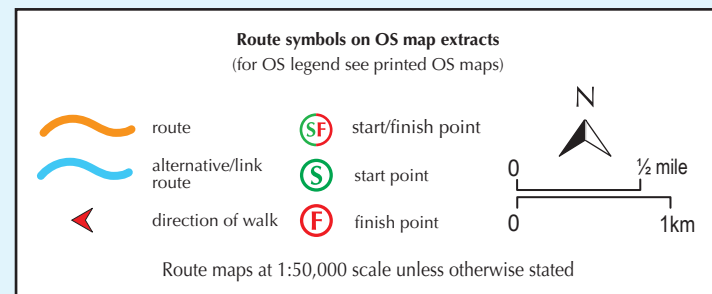 Route symbols on OS map extracts
(for OS legend see printed OS maps)
route
SF start/finish point
alternative/link
route
S start point
direction of walk
F finish point
N
0 ½ mile
0 1km
Route maps at 1:50,000 scale unless otherwise stated